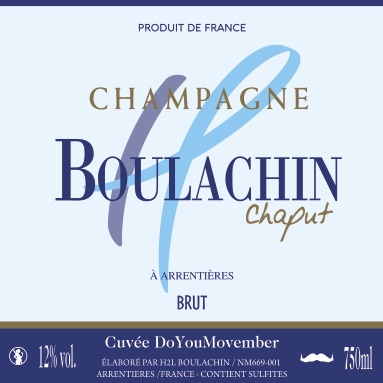 PRODUIT DE FRANCE
CHAMPAGNE
BOULACHIN
Chaput
À ARRENTIÈRES
BRUT
Cuvée DoYouMovember
12% vol.
ÉLABORÉ PAR H2L BOULACHIN / NM669-001
750ml
ARRENTIERES /FRANCE - CONTIENT SULFITES